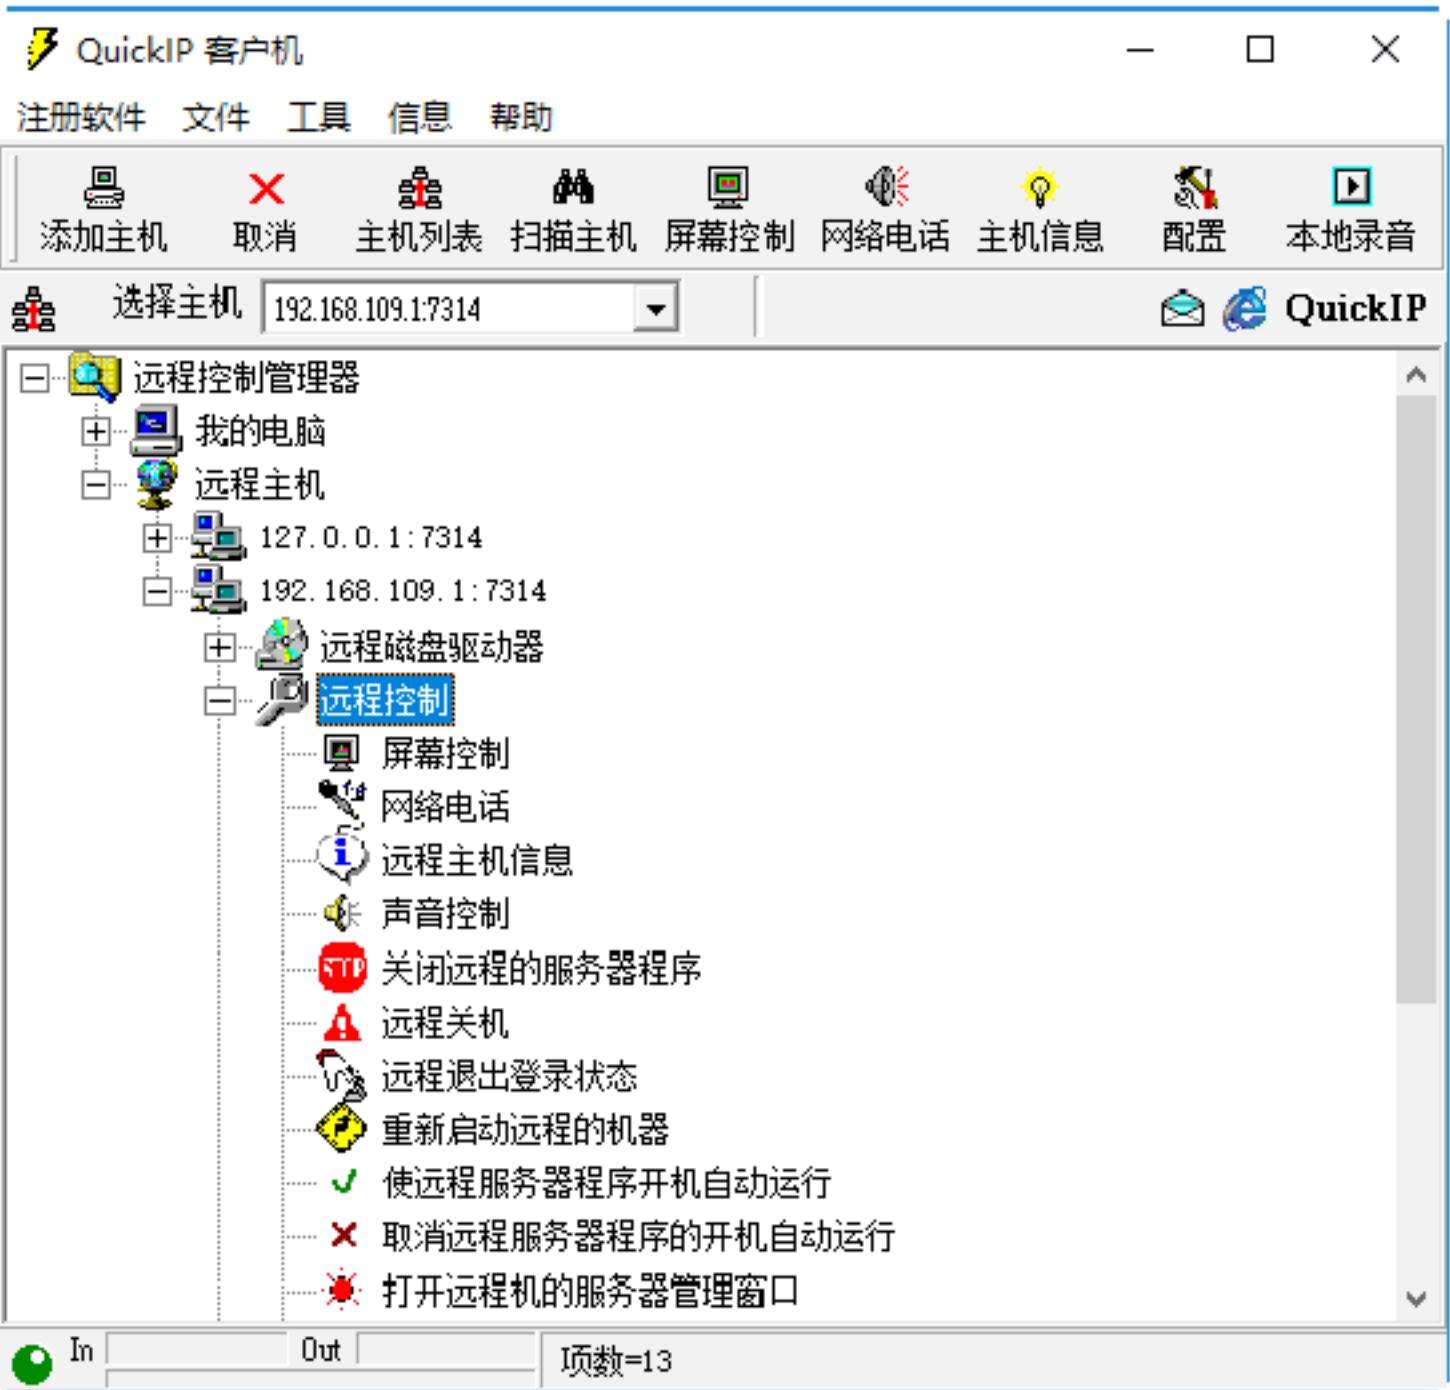 QuickIP 客户机
注册软件 文件 工具 信息 帮助
添加主机 取消 主机列表 扫描主机 屏幕控制 网络电话 主机信息 配置 本地录音
选择主机 192.168.109.1:7314 QuickIP
远程控制管理器
我的电脑
远程主机
127.0.0.1:7314
192.168.109.1:7314
远程磁盘驱动器
远程控制
屏幕控制
网络电话
远程主机信息
声音控制
STOP 关闭远程的服务器程序
远程关机
远程退出登录状态
重新启动远程的机器
使远程服务器程序开机自动运行
取消远程服务器程序的开机自动运行
打开远程机的服务器管理窗口
In Out 项数=13